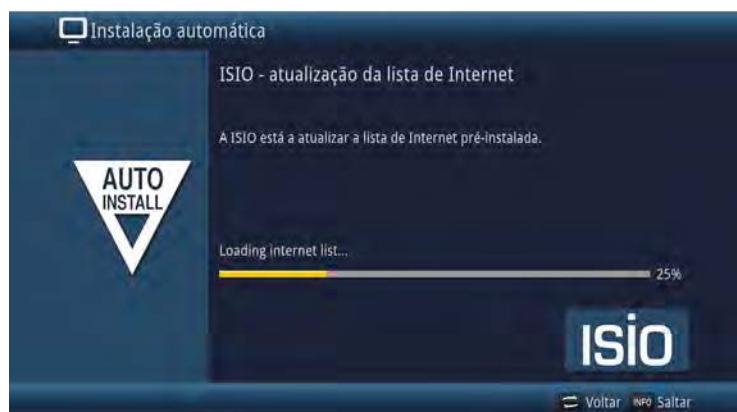 Instalação automática
ISIO - atualização da lista de Internet
A ISIO está a atualizar a lista de Internet pré-instalada.
AUTO
INSTALL
Loading internet list...
25%
ISIO
Voltar INFO Saltar